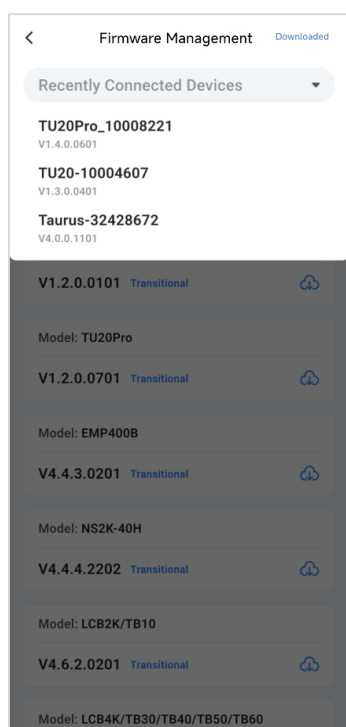 Firmware Management Downloaded
Recently Connected Devices
TU20Pro_10008221
V1.4.0.0601
TU20-10004607
V1.3.0.0401
Taurus-32428672
V4.0.0.1101
V1.2.0.0101 Transitional
Model: TU20Pro
V1.2.0.0701 Transitional
Model: EMP400B
V4.4.3.0201 Transitional
Model: NS2K-40H
V4.4.4.2202 Transitional
Model: LCB2K/TB10
V4.6.2.0201 Transitional
Model: LCB4K/TB30/TB40/TB50/TB60